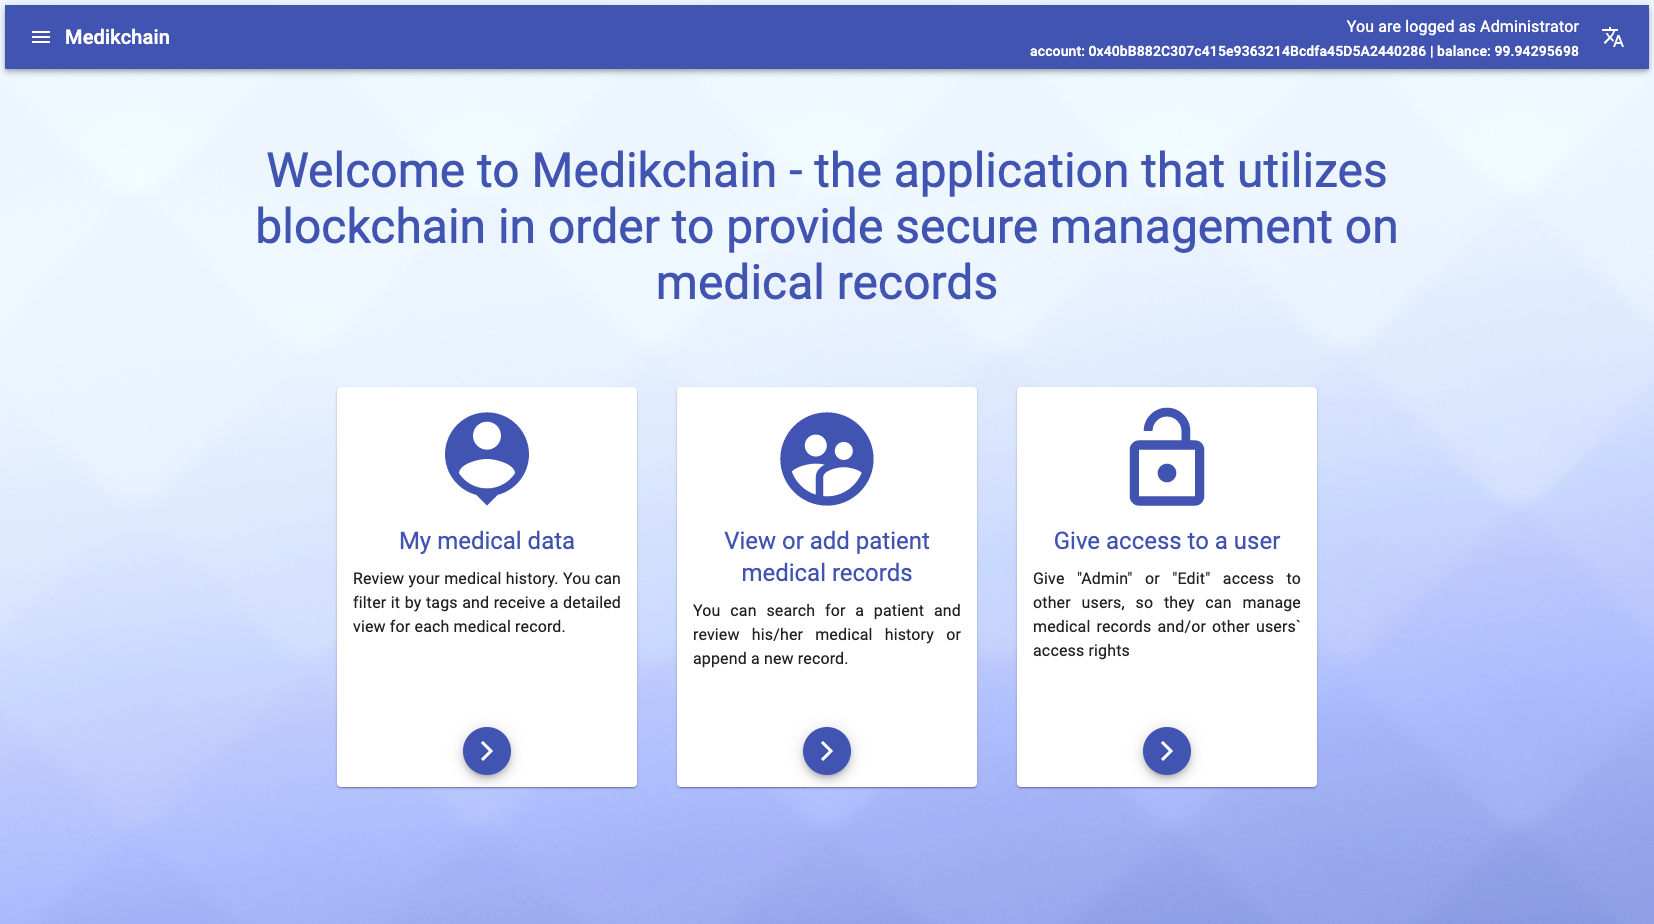 Medikchain
You are logged as Administrator
account: 0x40bB882C307c415e9363214Bcdfa45D5A2440286 | balance: 99.94295698
Welcome to Medikchain - the application that utilizes
blockchain in order to provide secure management on
medical records
My medical data
Review your medical history. You can
filter it by tags and receive a detailed
view for each medical record.
View or add patient
medical records
You can search for a patient and
review his/her medical history or
append a new record.
Give access to a user
Give "Admin" or "Edit" access to
other users, so they can manage
medical records and/or other users`
access rights